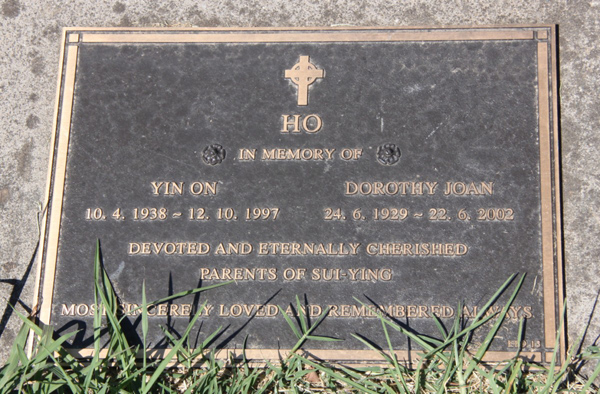 HO
IN MEMORY OF
YIN ON DOROTHY JOAN
10. 4. 1938 ~ 12. 10. 1997 24. 6. 1929 ~ 22. 6. 2002
DEVOTED AND ETERNALLY CHERISHED
PARENTS OF SUI-YING
MOST SINCERELY LOVED AND REMEMBERED ALWAYS